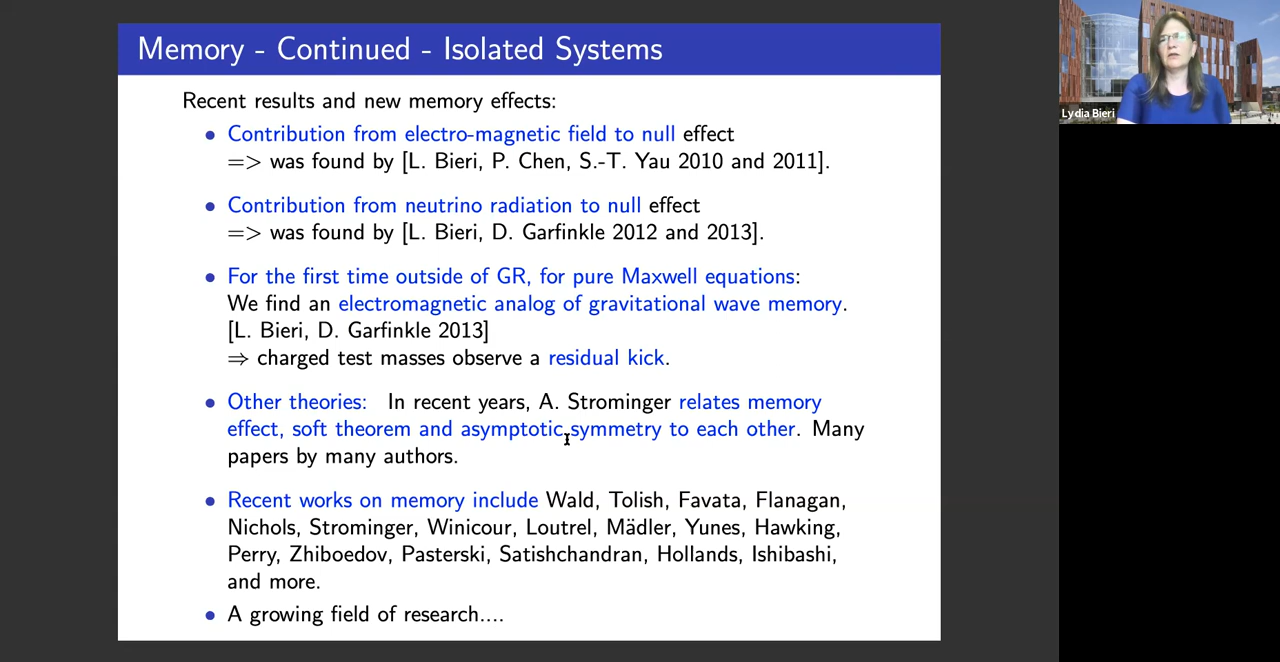 Memory - Continued - Isolated Systems
Lydia Bieri
Recent results and new memory effects:
• Contribution from electro-magnetic field to null effect
=> was found by [L. Bieri, P. Chen, S.-T. Yau 2010 and 2011].
• Contribution from neutrino radiation to null effect
=> was found by [L. Bieri, D. Garfinkle 2012 and 2013].
• For the first time outside of GR, for pure Maxwell equations:
We find an electromagnetic analog of gravitational wave memory.
[L. Bieri, D. Garfinkle 2013]
⇒ charged test masses observe a residual kick.
• Other theories: In recent years, A. Strominger relates memory
effect, soft theorem and asymptotic symmetry to each other. Many
papers by many authors.
• Recent works on memory include Wald, Tolish, Favata, Flanagan,
Nichols, Strominger, Winicour, Loutrel, Mädler, Yunes, Hawking,
Perry, Zhiboedov, Pasterski, Satishchandran, Hollands, Ishibashi,
and more.
• A growing field of research....